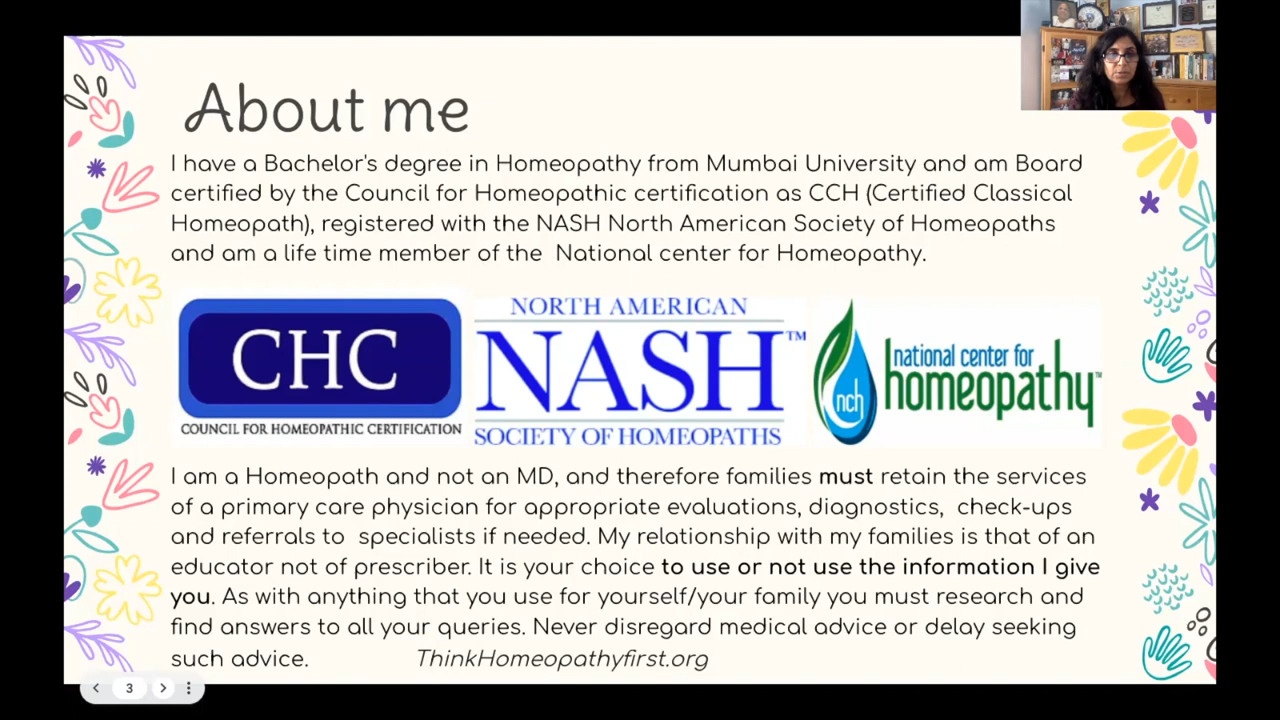 About me
I have a Bachelor's degree in Homeopathy from Mumbai University and am Board
certified by the Council for Homeopathic certification as CCH (Certified Classical
Homeopath), registered with the NASH North American Society of Homeopaths
and am a life time member of the National center for Homeopathy.
CHC
COUNCIL FOR HOMEOPATHIC CERTIFICATION
NORTH AMERICAN
NASH™
SOCIETY OF HOMEOPATHS
nch
national center for
homeopathy™
I am a Homeopath and not an MD, and therefore families must retain the services
of a primary care physician for appropriate evaluations, diagnostics, check-ups
and referrals to specialists if needed. My relationship with my families is that of an
educator not of prescriber. It is your choice to use or not use the information I give
you. As with anything that you use for yourself/your family you must research and
find answers to all your queries. Never disregard medical advice or delay seeking
such advice. ThinkHomeopathyfirst.org
3